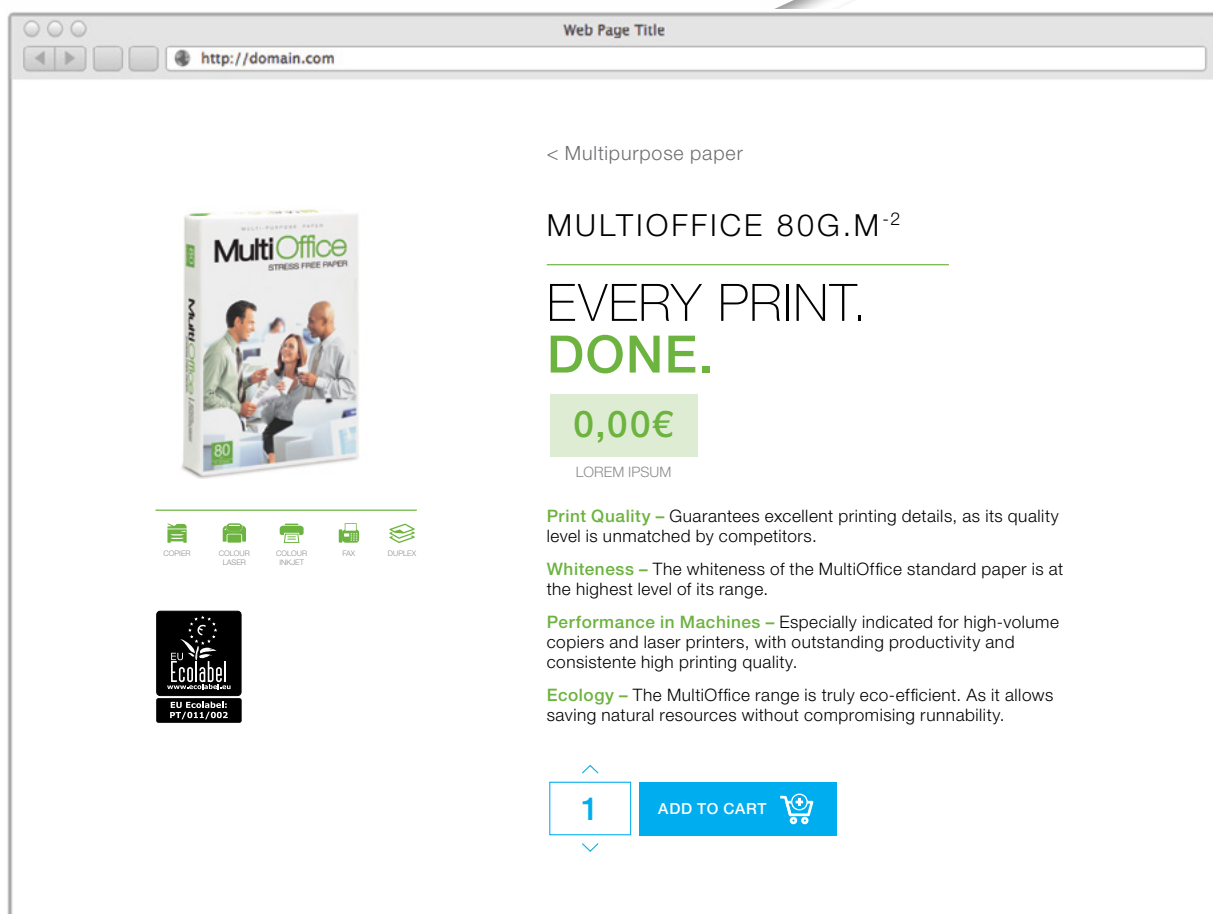 Web Page Title
http://domain.com
< Multipurpose paper
MULTI-PURPOSE PAPER
MultiOffice
STRESS FREE PAPER
80
MultiOffice
80
COPIER
COLOUR
LASER
COLOUR
INKJET
FAX
DUPLEX
EU
Ecolabel
www.ecolabel.eu
EU Ecolabel:
PT/011/002
MULTIOFFICE 80G.M-2
EVERY PRINT.
DONE.
0,00€
LOREM IPSUM
Print Quality – Guarantees excellent printing details, as its quality
level is unmatched by competitors.
Whiteness – The whiteness of the MultiOffice standard paper is at
the highest level of its range.
Performance in Machines – Especially indicated for high-volume
copiers and laser printers, with outstanding productivity and
consistente high printing quality.
Ecology – The MultiOffice range is truly eco-efficient. As it allows
saving natural resources without compromising runnability.
1
ADD TO CART